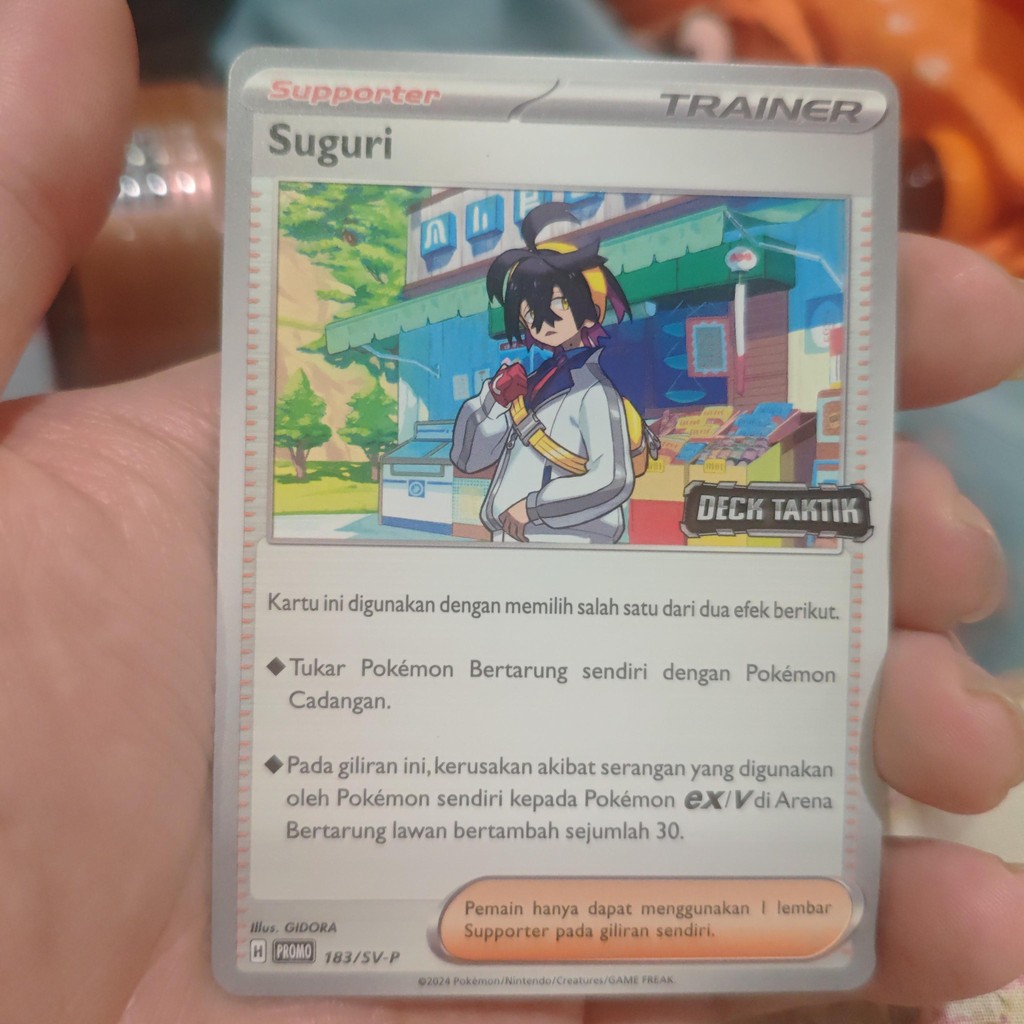 Supporter
TRAINER
Suguri
DECK TAKTIK
Kartu ini digunakan dengan memilih salah satu dari dua efek berikut.
◆Tukar Pokémon Bertarung sendiri dengan Pokémon
Cadangan.
◆Pada giliran ini, kerusakan akibat serangan yang digunakan
oleh Pokémon sendiri kepada Pokémon ex/V di Arena
Bertarung lawan bertambah sejumlah 30.
Pemain hanya dapat menggunakan 1 lembar
Supporter pada giliran sendiri.
Illus. GIDORA
H PROMO 183/SV-P
©2024 Pokémon/Nintendo/Creatures/GAME FREAK.